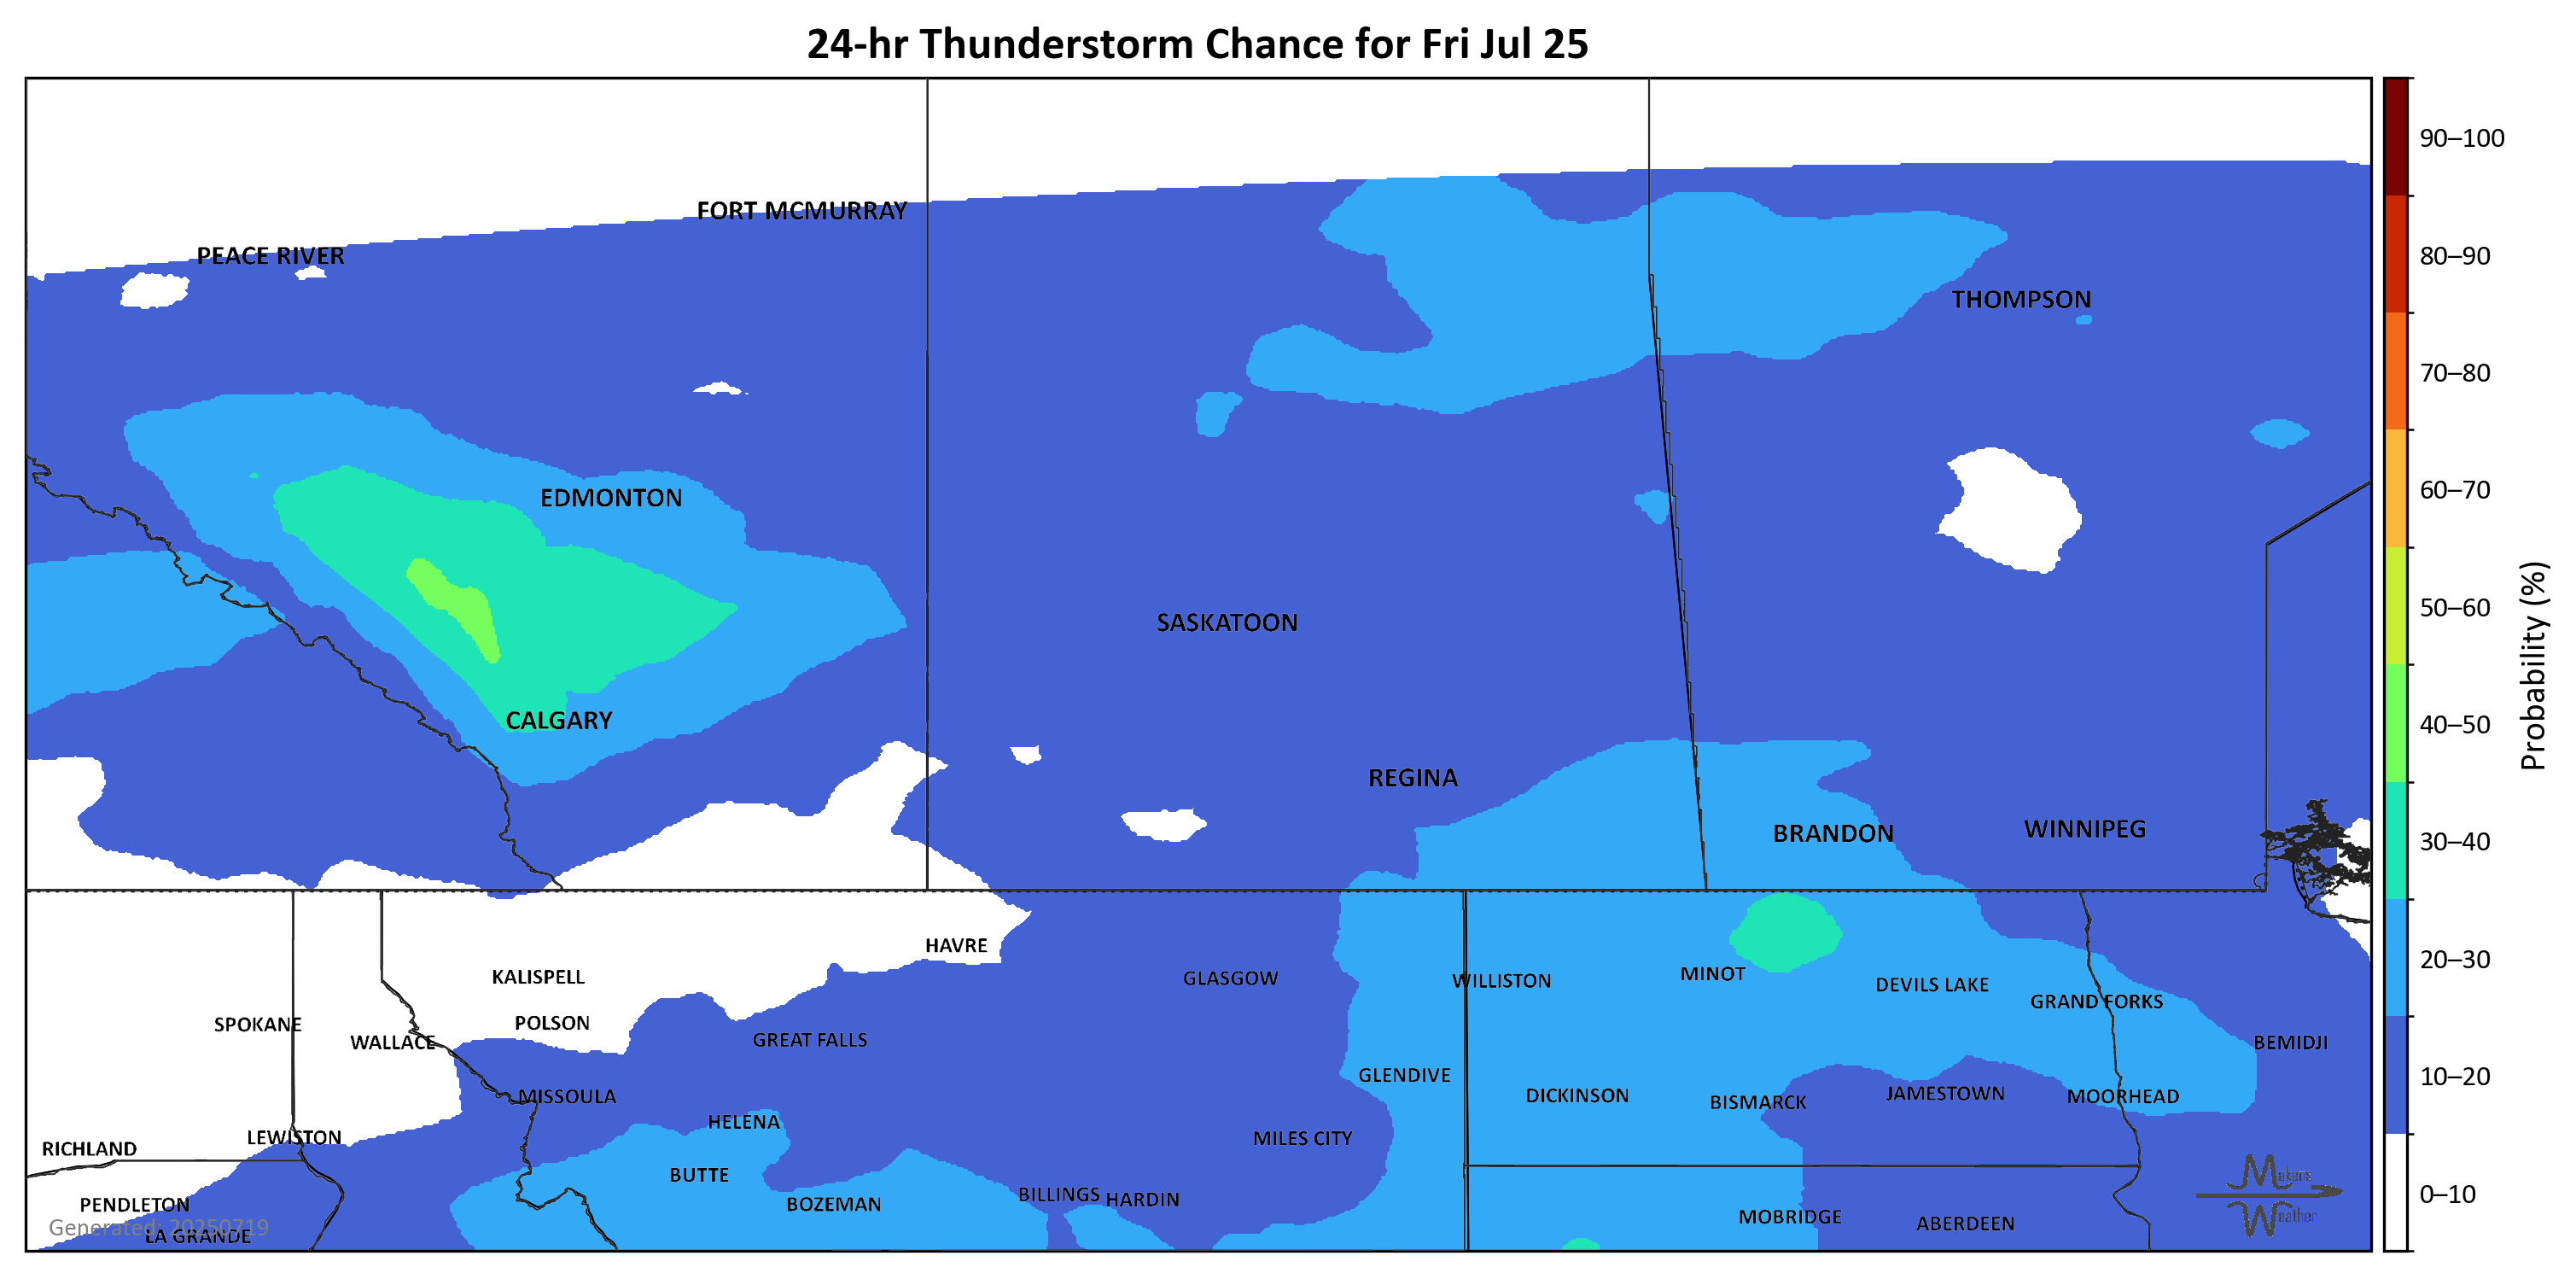 24-hr Thunderstorm Chance for Fri Jul 25
90–100
FORT MCMURRAY
PEACE RIVER
80–90
THOMPSON
70–80
EDMONTON
60–70
50–60
SASKATOON
Probability (%)
CALGARY
40–50
REGINA
BRANDON
WINNIPEG
30–40
HAVRE
KALISPELL
GLASGOW
WILLISTON
MINOT
DEVILS LAKE
20–30
GRAND FORKS
SPOKANE
POLSON
WALLACE
GREAT FALLS
BEMIDJI
GLENDIVE
10–20
MISSOULA
DICKINSON
BISMARCK
JAMESTOWN
MOORHEAD
HELENA
LEWISTON
MILES CITY
RICHLAND
BUTTE
Mekens
Weather
0–10
PENDLETON
BOZEMAN
BILLINGS
HARDIN
MOBRIDGE
ABERDEEN
Generated: 20250719
LA GRANDE